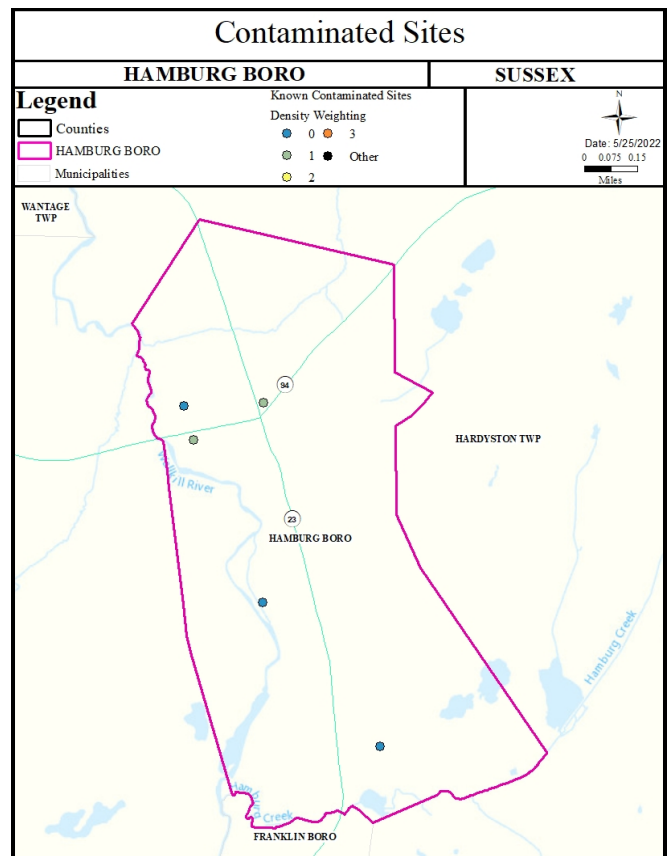 Contaminated Sites
HAMBURG BORO
SUSSEX
Legend
Counties
HAMBURG BORO
Municipalities
Known Contaminated Sites
Density Weighting
0
3
1
Other
2
N
Date: 5/25/2022
0 0.075 0.15
Miles
WANTAGE
TWP
94
HARDYSTON TWP
Wallkill River
23
HAMBURG BORO
Hamburg Creek
Hamburg
Creek
FRANKLIN BORO